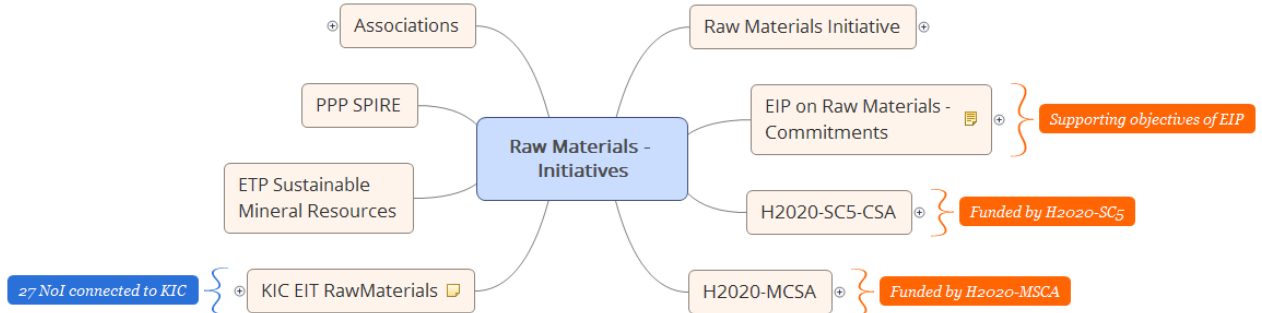 Associations
Raw Materials Initiative
PPP SPIRE
EIP on Raw Materials -
Commitments
Supporting objectives of EIP
Raw Materials -
Initiatives
ETP Sustainable
Mineral Resources
H2020-SC5-CSA
Funded by H2020-SC5
27 NoI connected to KIC
KIC EIT RawMaterials
H2020-MCSA
Funded by H2020-MSCA